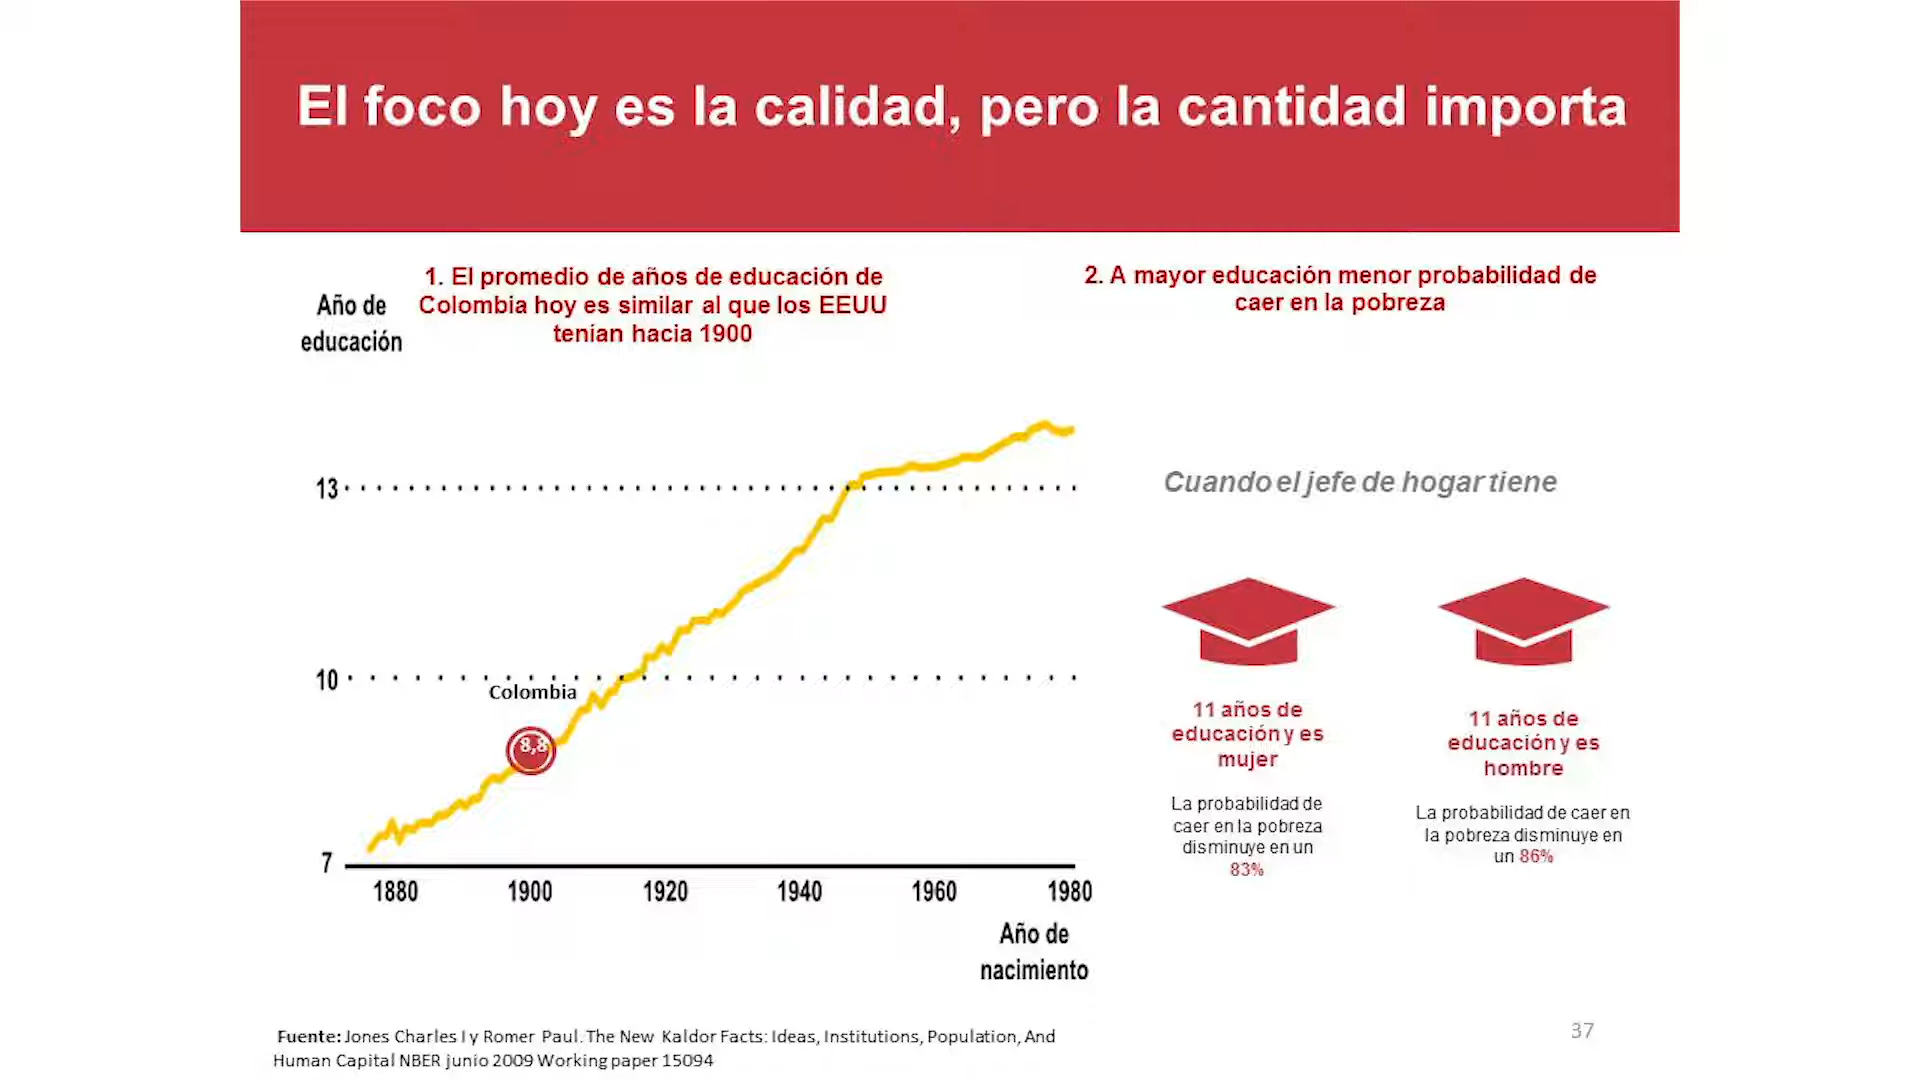 El foco hoy es la calidad, pero la cantidad importa
1. El promedio de años de educación de
Colombia hoy es similar al que los EEUU
tenían hacia 1900
Año de
educación
13
10
7
Colombia
8,8
1880 1900 1920 1940 1960 1980
Año de
nacimiento
2. A mayor educación menor probabilidad de
caer en la pobreza
Cuando el jefe de hogar tiene
11 años de
educación y es
mujer
La probabilidad de
caer en la pobreza
disminuye en un
83%
11 años de
educación y es
hombre
La probabilidad de caer en
la pobreza disminuye en
un 86%
Fuente: Jones Charles I y Romer Paul. The New Kaldor Facts: Ideas, Institutions, Population, And
Human Capital NBER junio 2009 Working paper 15094
37